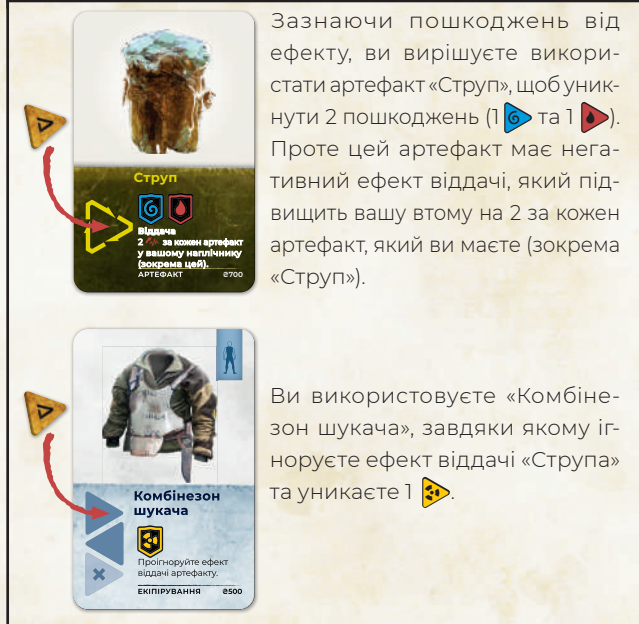 Струп
Віддача
2 за кожен артефакт
у вашому наплічнику
(зокрема цей).
АРТЕФАКТ ₴700
Зазнаючи пошкоджень від
ефекту, ви вирішуєте викори-
стати артефакт «Струп», щоб уник-
нути 2 пошкоджень (1 та 1 ).
Проте цей артефакт має нега-
тивний ефект віддачі, який під-
вищить вашу втому на 2 за кожен
артефакт, який ви маєте (зокрема
«Струп»).
Комбінезон
шукача
Проігноруйте ефект
віддачі артефакту.
ЕКІПІРУВАННЯ ₴500
Ви використовуєте «Комбіне-
зон шукача», завдяки якому іг-
норуєте ефект віддачі «Струпа»
та уникаєте 1 .